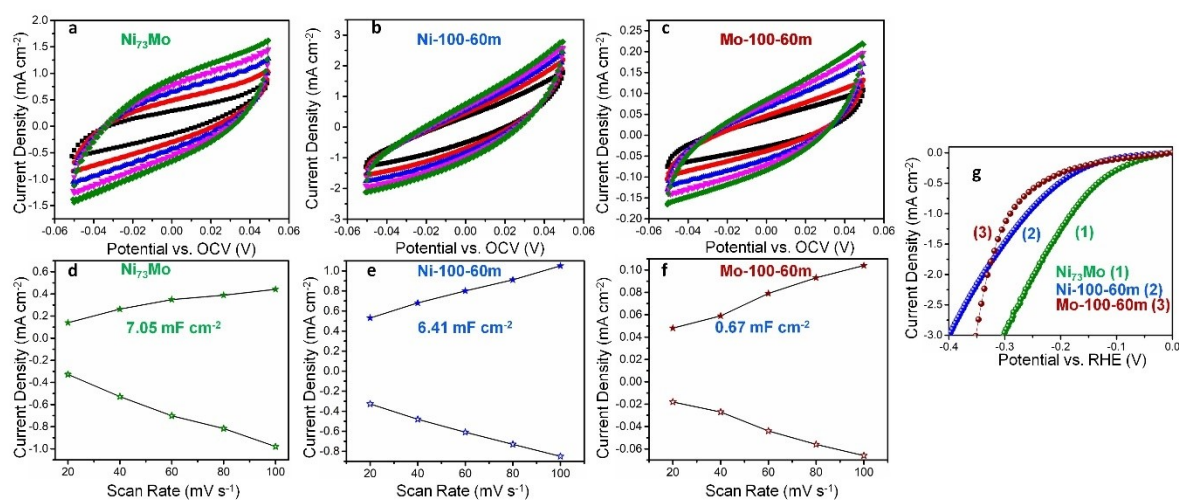 a
Ni₇₃Mo
Current Density (mA cm⁻²)
2.0
1.5
1.0
0.5
0.0
-0.5
-1.0
-1.5
-0.06 -0.04 -0.02 0.00 0.02 0.04 0.06
Potential vs. OCV (V)
b
Ni-100-60m
Current Density (mA cm⁻²)
4
3
2
1
0
-1
-2
-3
-0.06 -0.04 -0.02 0.00 0.02 0.04 0.06
Potential vs. OCV (V)
c
Mo-100-60m
Current Density (mA cm⁻²)
0.25
0.20
0.15
0.10
0.05
0.00
-0.05
-0.10
-0.15
-0.20
-0.06 -0.04 -0.02 0.00 0.02 0.04 0.06
Potential vs. OCV (V)
d
Ni₇₃Mo
7.05 mF cm⁻²
Current Density (mA cm⁻²)
0.6
0.4
0.2
0.0
-0.2
-0.4
-0.6
-0.8
-1.0
20 40 60 80 100
Scan Rate (mV s⁻¹)
e
Ni-100-60m
6.41 mF cm⁻²
Current Density (mA cm⁻²)
1.0
0.8
0.6
0.4
0.2
0.0
-0.2
-0.4
-0.6
-0.8
20 40 60 80 100
Scan Rate (mV s⁻¹)
f
Mo-100-60m
0.67 mF cm⁻²
Current Density (mA cm⁻²)
0.10
0.08
0.06
0.04
0.02
0.00
-0.02
-0.04
-0.06
20 40 60 80 100
Scan Rate (mV s⁻¹)
g
(3)
(2)
(1)
Ni₇₃Mo (1)
Ni-100-60m (2)
Mo-100-60m (3)
Current Density (mA cm⁻²)
0.0
-0.5
-1.0
-1.5
-2.0
-2.5
-3.0
-0.4 -0.3 -0.2 -0.1 0.0
Potential vs. RHE (V)